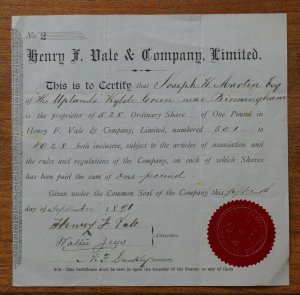 No. 2
Henry F. Vale & Company, Limited.
This is to Certify that Joseph H. Martin Esq
of The Uplands Wylde Green near Birmingham
is the proprietor of 528 Ordinary Share of One Pound in
Henry F. Vale & Company, Limited, numbered 501 to
1028 both inclusive, subject to the articles of association and
the rules and regulations of the Company, on each of which Shares
has been paid the sum of one pound
Given under the Common Seal of the Company this
day of September 1891
Henry F Vale
Walter
Directors
Secretary
N.B.—This Certificate must be sent in upon the transfer of the Shares, or any of them